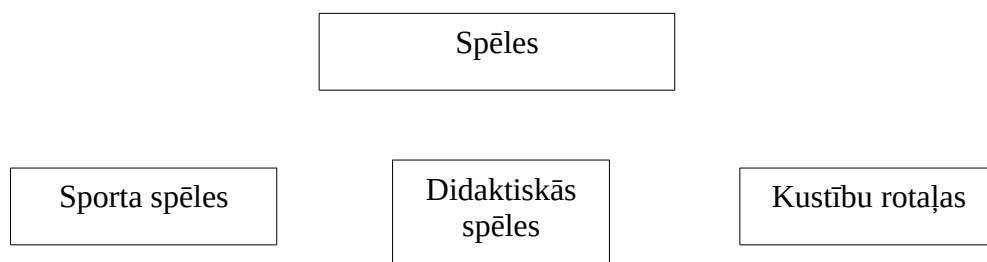 Spēles
Sporta spēles
Didaktiskās
spēles
Kustību rotaļas